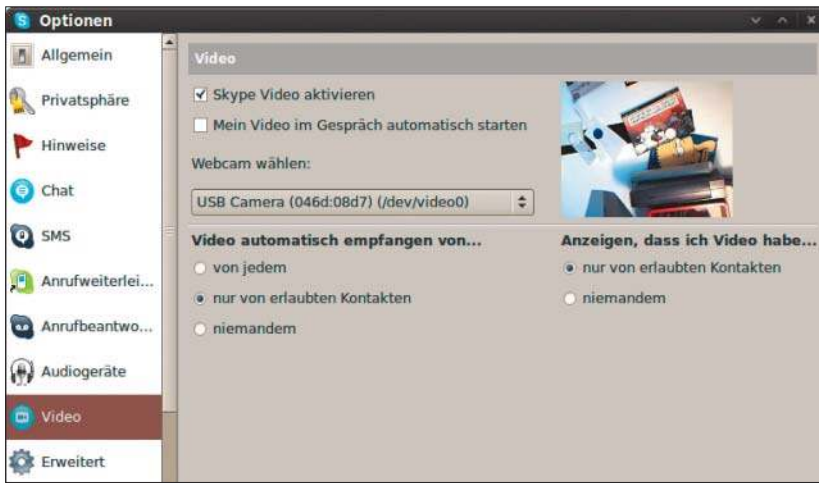 Optionen
Allgemein
Privatsphäre
Hinweise
Chat
SMS
Anrufweiterlei...
Anrufbeantwo...
Audiogeräte
Video
Erweitert
Video
Skype Video aktivieren
Mein Video im Gespräch automatisch starten
Webcam wählen:
USB Camera (046d:08d7) (/dev/video0)
Video automatisch empfangen von...
von jedem
nur von erlaubten Kontakten
niemandem
Anzeigen, dass ich Video habe...
nur von erlaubten Kontakten
niemandem